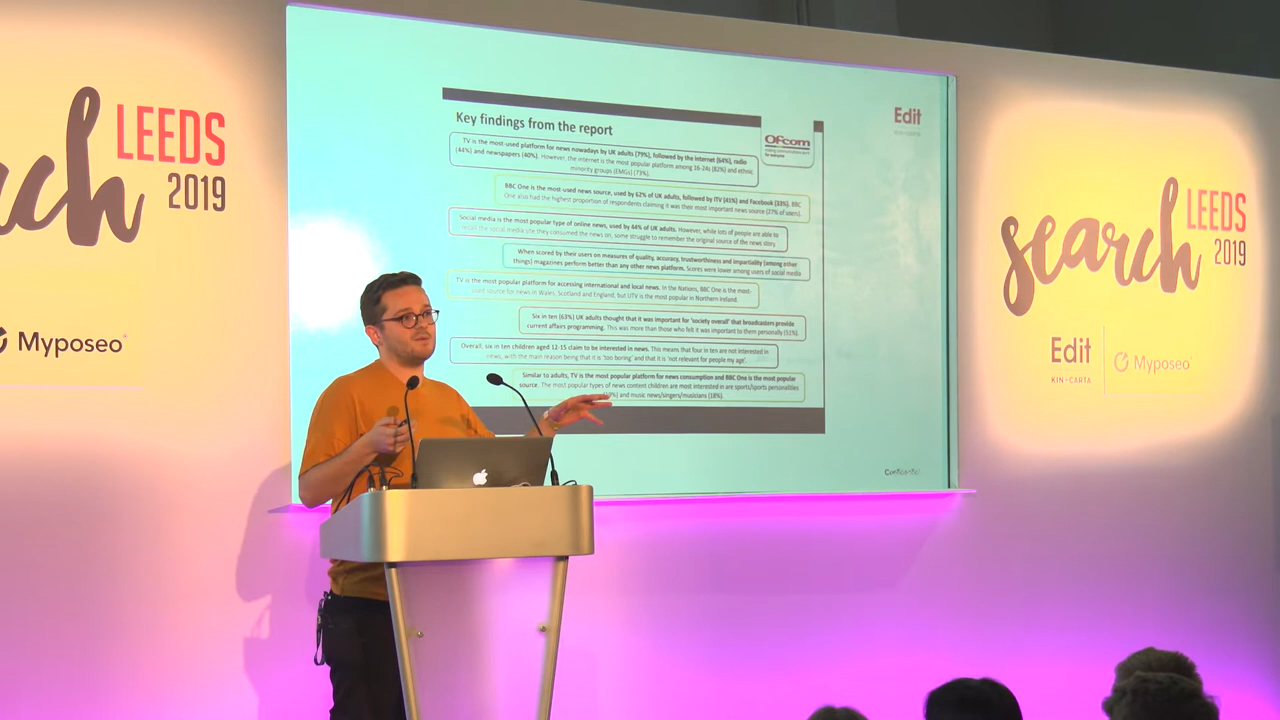 arch
LEEDS
2019
Myposeo
Edit
KIN+CARTA
Key findings from the report
Ofcom
making communications work
for everyone
TV is the most-used platform for news nowadays by UK adults (79%), followed by the internet (64%), radio
(44%) and newspapers (40%). However, the internet is the most popular platform among 16-24s (82%) and ethnic
minority groups (EMGs) (73%).
BBC One is the most-used news source, used by 62% of UK adults, followed by ITV (41%) and Facebook (33%). BBC
One also had the highest proportion of respondents claiming it was their most important news source (27% of users).
Social media is the most popular type of online news, used by 44% of UK adults. However, while lots of people are able to
recall the social media site they consumed the news on, some struggle to remember the original source of the news story.
When scored by their users on measures of quality, accuracy, trustworthiness and impartiality (among other
things) magazines perform better than any other news platform. Scores were lower among users of social media
TV is the most popular platform for accessing international and local news. In the Nations, BBC One is the most-
used source for news in Wales, Scotland and England, but UTV is the most popular in Northern Ireland.
Six in ten (63%) UK adults thought that it was important for 'society overall' that broadcasters provide
current affairs programming. This was more than those who felt it was important to them personally (51%).
Overall, six in ten children aged 12-15 claim to be interested in news. This means that four in ten are not interested in
news, with the main reason being that it is 'too boring' and that it is 'not relevant for people my age'.
Similar to adults, TV is the most popular platform for news consumption and BBC One is the most popular
source. The most popular types of news content children are most interested in are sports/sports personalities
and music news/singers/musicians (18%).
Confidential
search
LEEDS
2019
Edit
KIN+CARTA
Myposeo